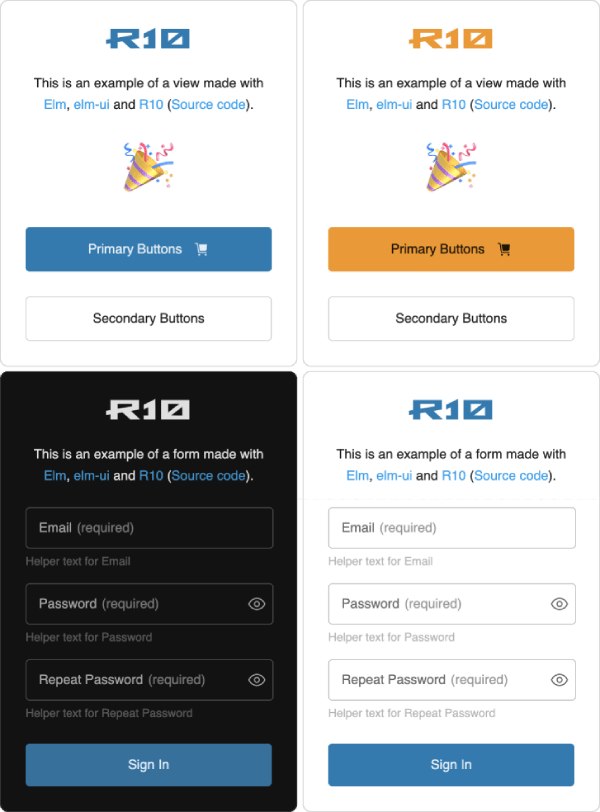 R10
This is an example of a view made with
Elm, elm-ui and R10 (Source code).
Primary Buttons
Secondary Buttons
R10
This is an example of a view made with
Elm, elm-ui and R10 (Source code).
Primary Buttons
Secondary Buttons
R10
This is an example of a form made with
Elm, elm-ui and R10 (Source code).
Email (required)
Helper text for Email
Password (required)
Helper text for Password
Repeat Password (required)
Helper text for Repeat Password
Sign In
R10
This is an example of a form made with
Elm, elm-ui and R10 (Source code).
Email (required)
Helper text for Email
Password (required)
Helper text for Password
Repeat Password (required)
Helper text for Repeat Password
Sign In